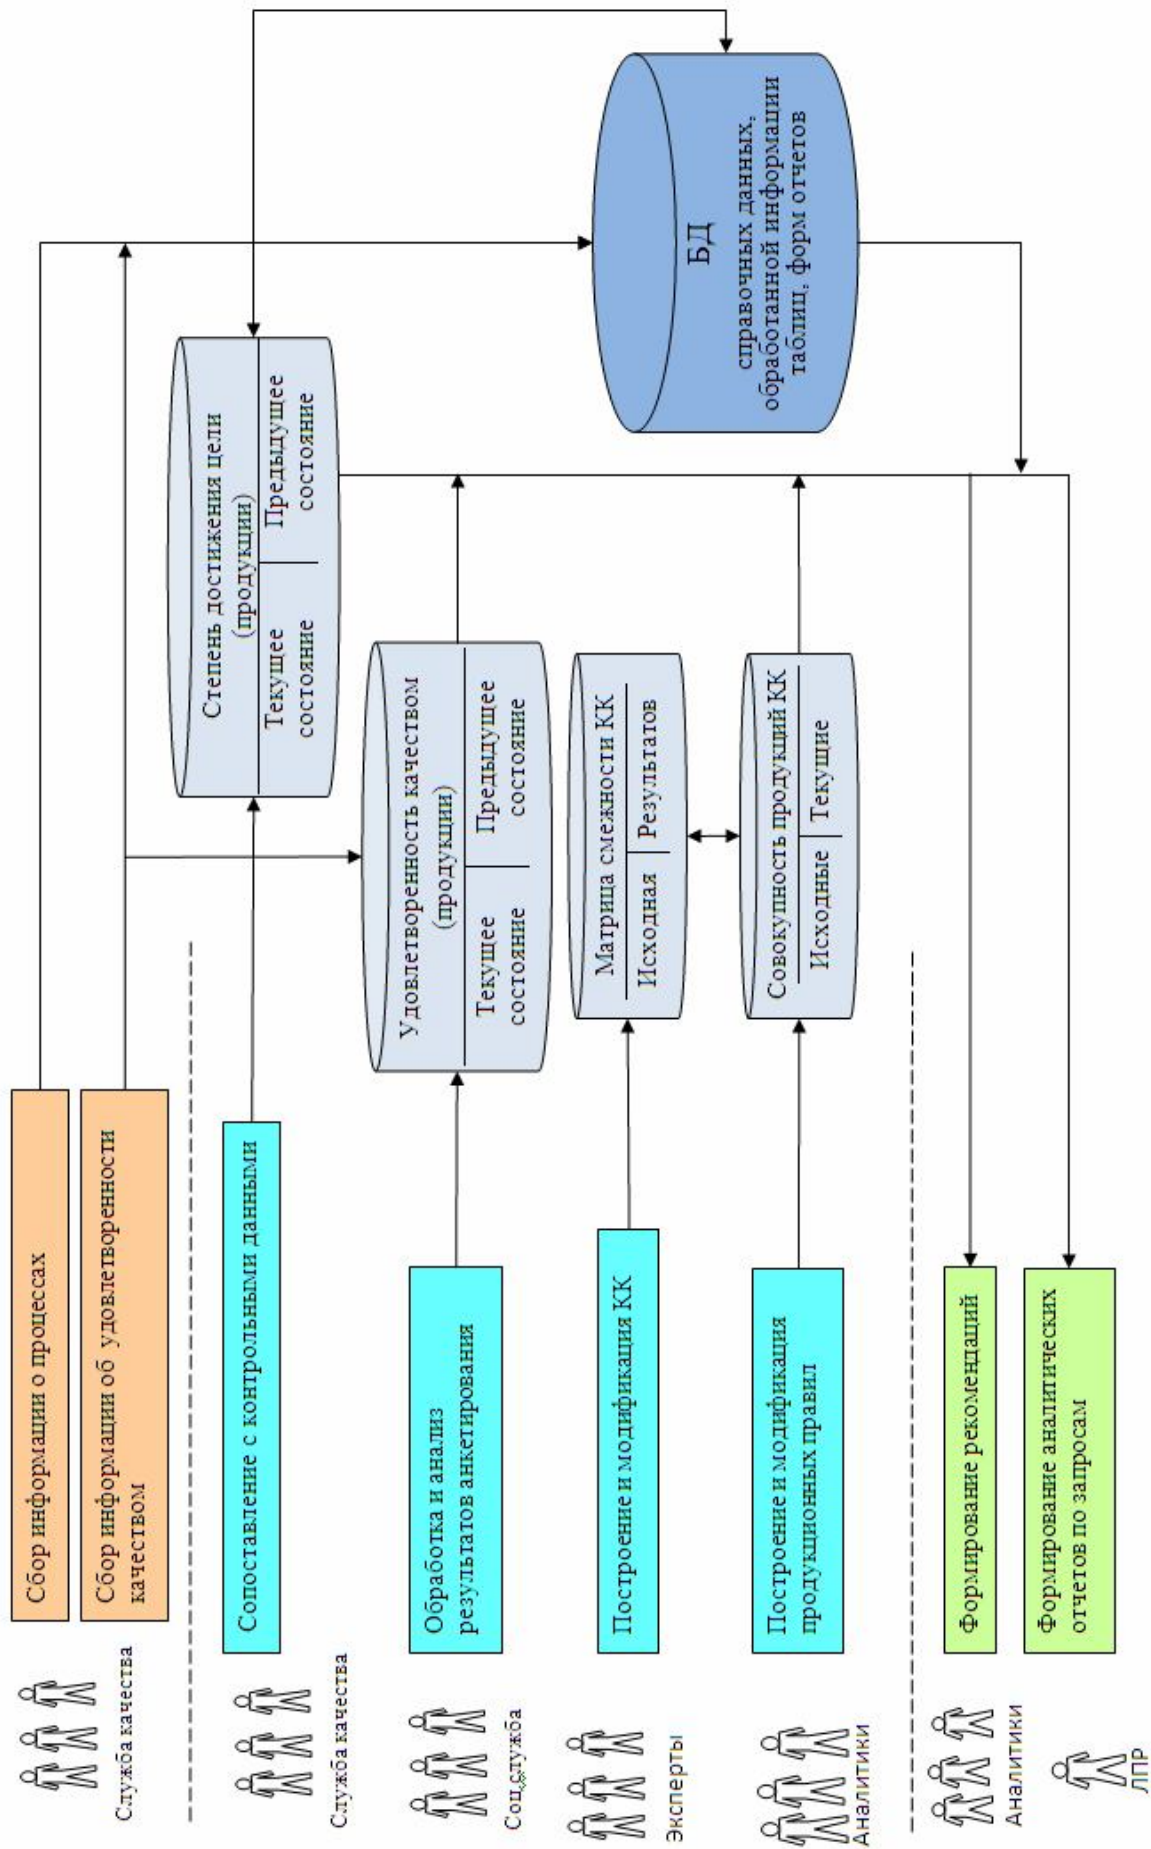 Служба качества
Сбор информации о процессах
Сбор информации об удовлетворенности
качеством
Служба качества
Сопоставление с контрольными данными
Степень достижения цели
(продукции)
Текущее
состояние
Предыдущее
состояние
Соц.служба
Обработка и анализ
результатов анкетирования
Удовлетворенность качеством
(продукции)
Текущее
состояние
Предыдущее
состояние
Эксперты
Построение и модификация КК
Матрица смежности КК
Исходная
Результатов
БД
справочных данных,
обработанной информации
таблиц, форм отчетов
Аналитики
Построение и модификация
продукционных правил
Совокупность продукций КК
Исходные
Текущие
Аналитики
Формирование рекомендаций
ЛПР
Формирование аналитических
отчетов по запросам